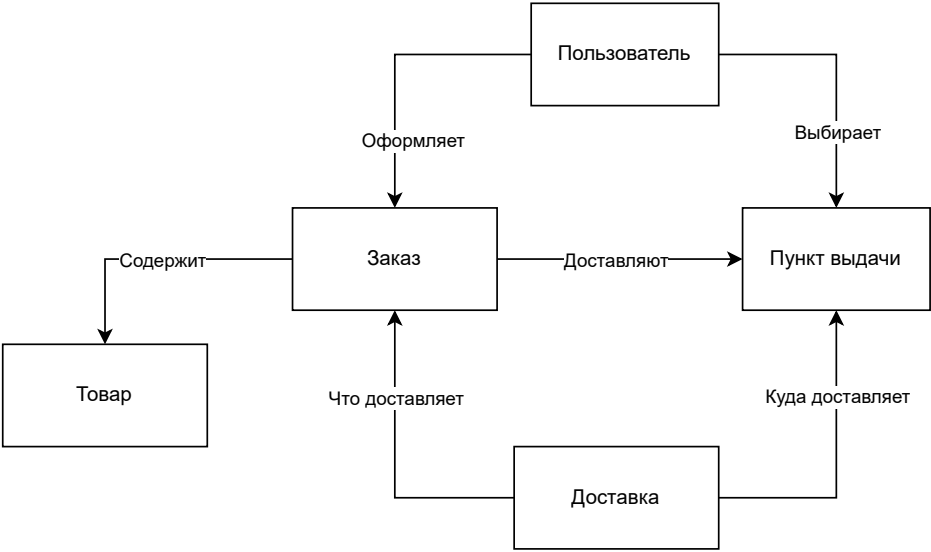 Пользователь
Оформляет
Выбирает
Содержит
Заказ
Доставляют
Пункт выдачи
Товар
Что доставляет
Куда доставляет
Доставка